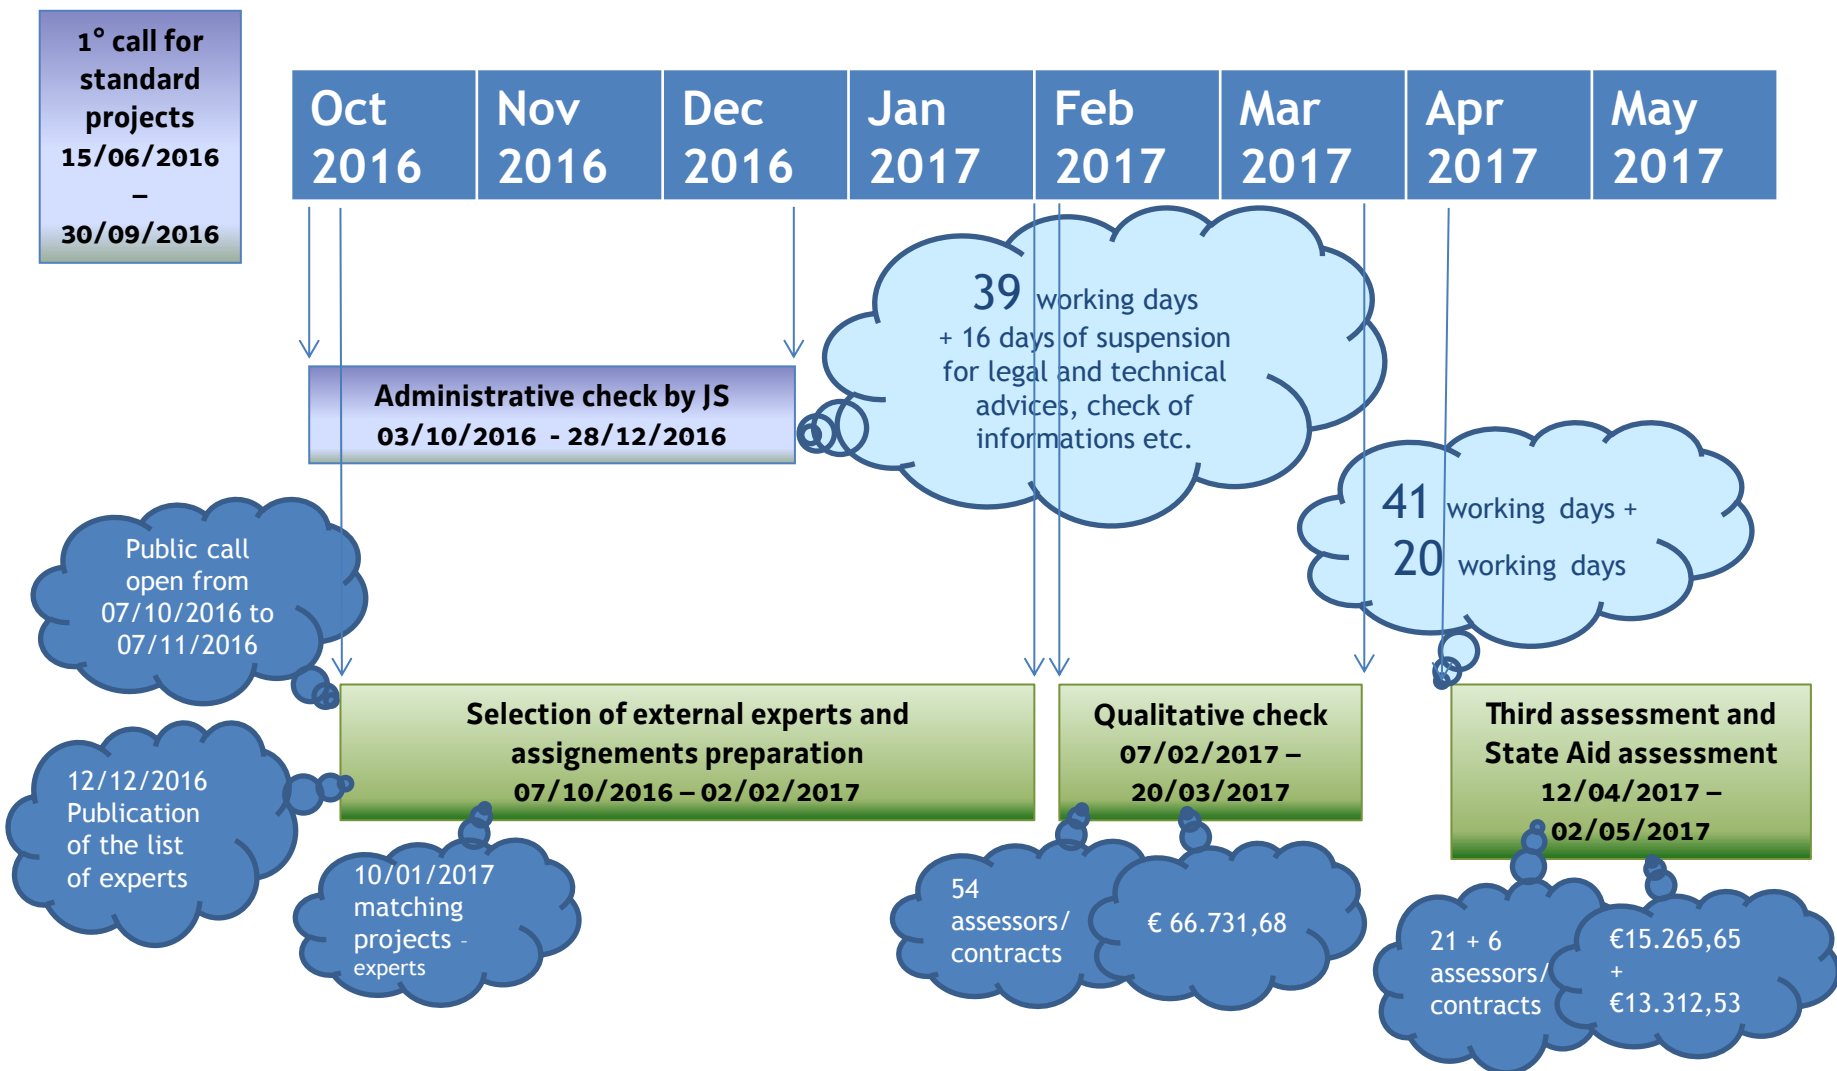 1° call for
standard
projects
15/06/2016
–
30/09/2016
Oct
2016
Nov
2016
Dec
2016
Jan
2017
Feb
2017
Mar
2017
Apr
2017
May
2017
39 working days
+ 16 days of suspension
for legal and technical
advices, check of
informations etc.
Administrative check by JS
03/10/2016 - 28/12/2016
41 working days +
20 working days
Public call
open from
07/10/2016 to
07/11/2016
Selection of external experts and
assignements preparation
07/10/2016 – 02/02/2017
Qualitative check
07/02/2017 –
20/03/2017
Third assessment and
State Aid assessment
12/04/2017 –
02/05/2017
12/12/2016
Publication
of the list
of experts
10/01/2017
matching
projects -
experts
54
assessors/
contracts
€ 66.731,68
21 + 6
assessors/
contracts
€15.265,65
+
€13.312,53